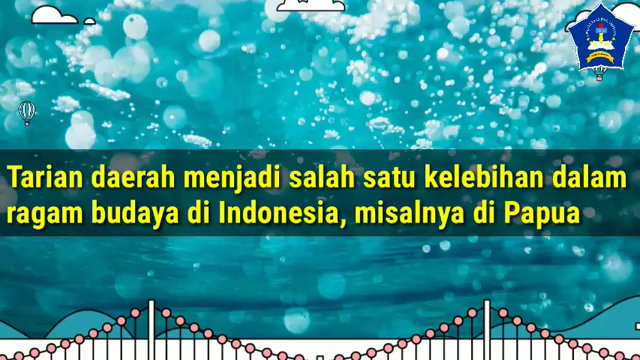 Tarian daerah menjadi salah satu kelebihan dalam
ragam budaya di Indonesia, misalnya di Papua